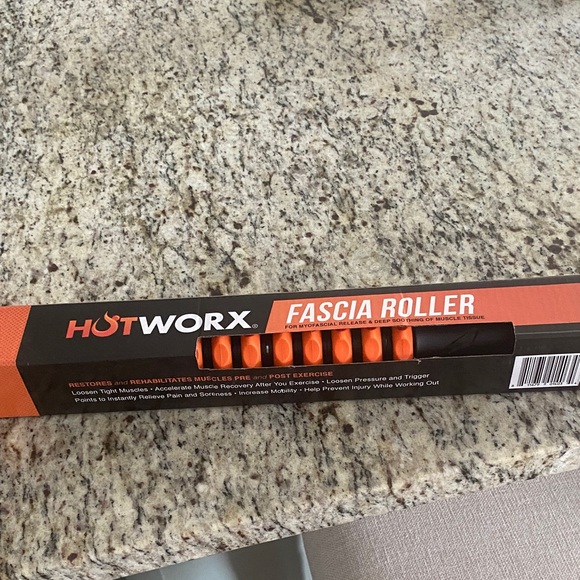 HOTWORX®
FASCIA ROLLER
FOR MYOFASCIAL RELEASE & DEEP SOOTHING OF MUSCLE TISSUE
RESTORES and REHABILITATES MUSCLES PRE and POST EXERCISE
Loosen Tight Muscles • Accelerate Muscle Recovery After You Exercise • Loosen Pressure and Trigger
Points to Instantly Relieve Pain and Soreness • Increase Mobility • Help Prevent Injury While Working Out